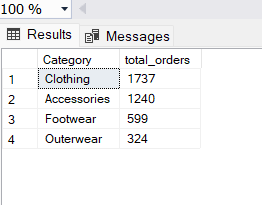 100 %
Results Messages
Category total_orders
1 Clothing 1737
2 Accessories 1240
3 Footwear 599
4 Outerwear 324